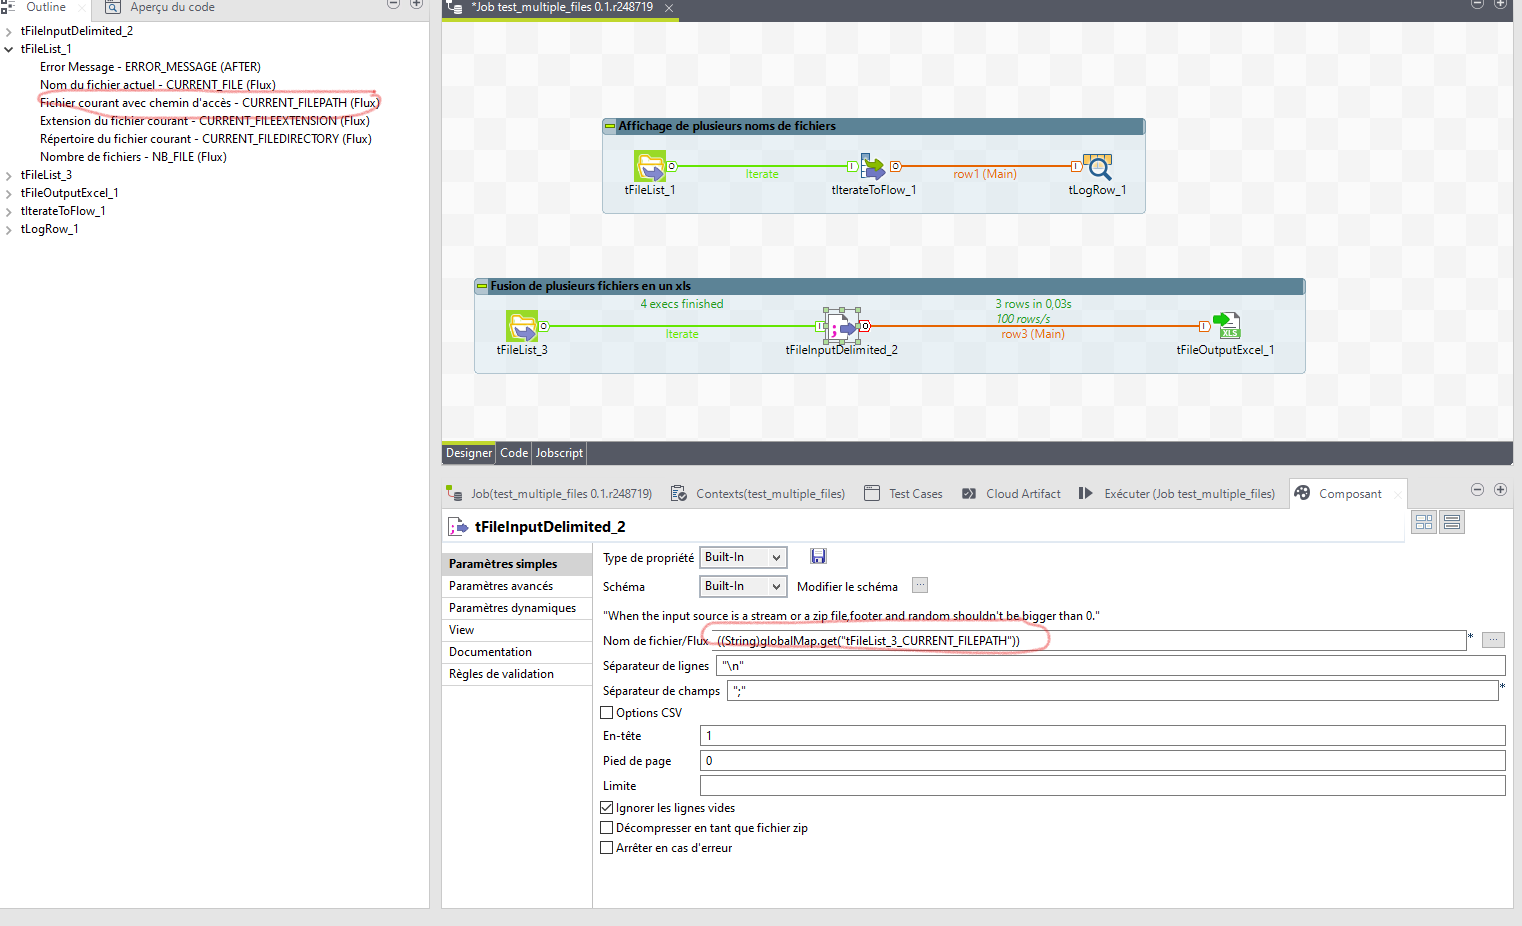 Outline
Aperçu du code
tFileInputDelimited_2
tFileList_1
Error Message - ERROR_MESSAGE (AFTER)
Nom du fichier actuel - CURRENT_FILE (Flux)
Fichier courant avec chemin d'accès - CURRENT_FILEPATH (Flux)
Extension du fichier courant - CURRENT_FILEEXTENSION (Flux)
Répertoire du fichier courant - CURRENT_FILEDIRECTORY (Flux)
Nombre de fichiers - NB_FILE (Flux)
tFileList_3
tFileOutputExcel_1
tIterateToFlow_1
tLogRow_1
*Job test_multiple_files 0.1.r248719
Affichage de plusieurs noms de fichiers
Iterate
row1 (Main)
tFileList_1
tIterateToFlow_1
tLogRow_1
Fusion de plusieurs fichiers en un xls
4 execs finished
3 rows in 0,03s
100 rows/s
Iterate
row3 (Main)
XLS
tFileList_3
tFileInputDelimited_2
tFileOutputExcel_1
Designer
Code
Jobscript
Job(test_multiple_files 0.1.r248719)
Contexts(test_multiple_files)
Test Cases
Cloud Artifact
Exécuter (Job test_multiple_files)
Composant
tFileInputDelimited_2
Paramètres simples
Paramètres avancés
Paramètres dynamiques
View
Documentation
Règles de validation
Type de propriété Built-In
Schéma Built-In Modifier le schéma ...
"When the input source is a stream or a zip file,footer and random shouldn't be bigger than 0."
Nom de fichier/Flux ((String)globalMap.get("tFileList_3_CURRENT_FILEPATH")) * ...
Séparateur de lignes "\n"
Séparateur de champs ";" *
Options CSV
En-tête 1
Pied de page 0
Limite
Ignorer les lignes vides
Décompresser en tant que fichier zip
Arrêter en cas d'erreur